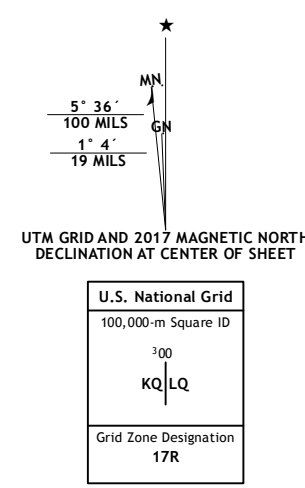 ★
MN.
5° 36´
100 MILS
GN
1° 4´
19 MILS
UTM GRID AND 2017 MAGNETIC NORTH
DECLINATION AT CENTER OF SHEET
U.S. National Grid
100,000-m Square ID
³00
KQ LQ
Grid Zone Designation
17R